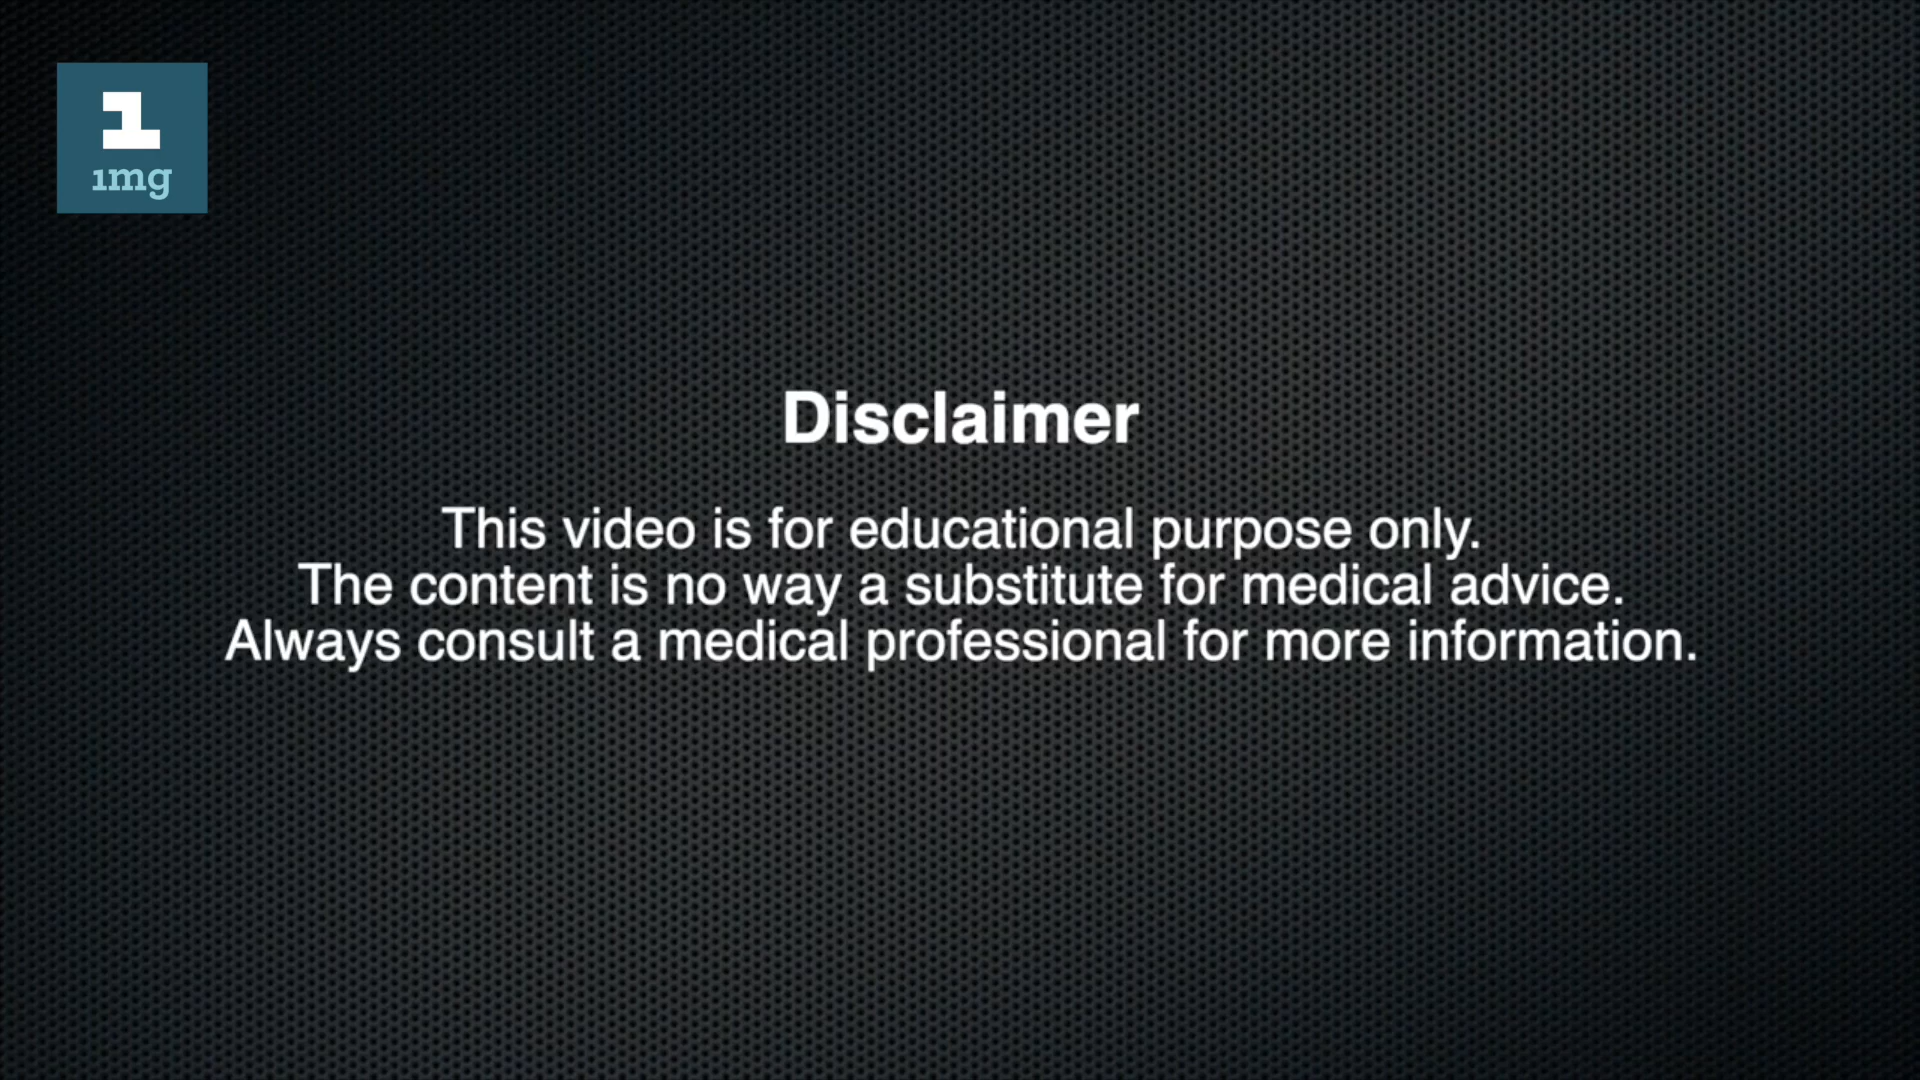 1
1mg
Disclaimer
This video is for educational purpose only.
The content is no way a substitute for medical advice.
Always consult a medical professional for more information.